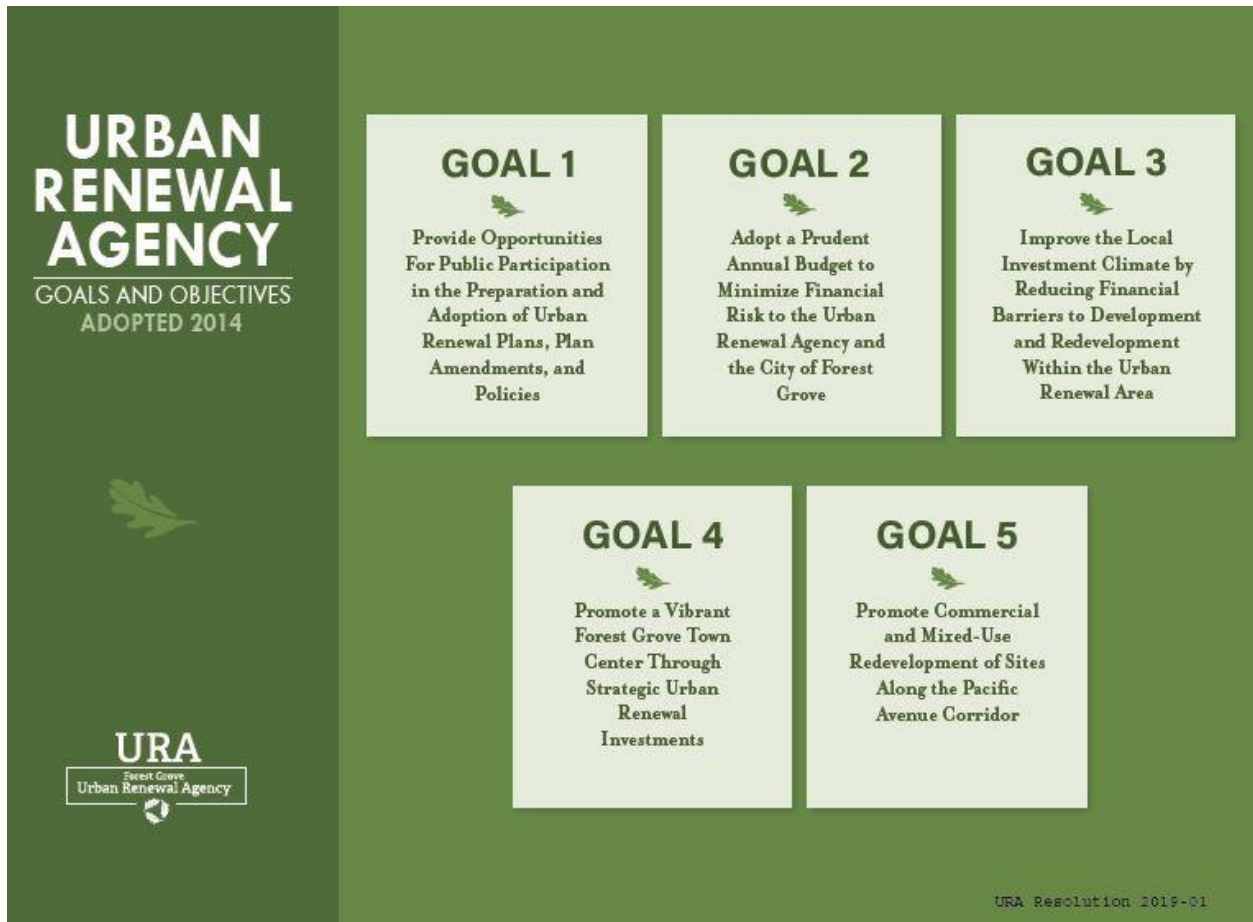 URBAN
RENEWAL
AGENCY
GOALS AND OBJECTIVES
ADOPTED 2014
GOAL 1
Provide Opportunities
For Public Participation
in the Preparation and
Adoption of Urban
Renewal Plans, Plan
Amendments, and
Policies
GOAL 2
Adopt a Prudent
Annual Budget to
Minimize Financial
Risk to the Urban
Renewal Agency and
the City of Forest
Grove
GOAL 3
Improve the Local
Investment Climate by
Reducing Financial
Barriers to Development
and Redevelopment
Within the Urban
Renewal Area
GOAL 4
Promote a Vibrant
Forest Grove Town
Center Through
Strategic Urban
Renewal
Investments
GOAL 5
Promote Commercial
and Mixed-Use
Redevelopment of Sites
Along the Pacific
Avenue Corridor
URA
Forest Grove
Urban Renewal Agency
URA Resolution 2019-01